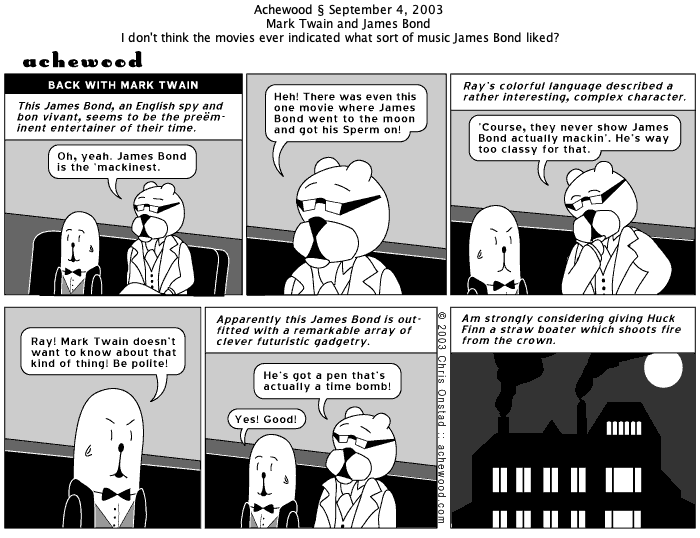 Achewood § September 4, 2003
Mark Twain and James Bond
I don't think the movies ever indicated what sort of music James Bond liked?
achewood
BACK WITH MARK TWAIN
This James Bond, an English spy and
bon vivant, seems to be the preëm-
inent entertainer of their time.
Oh, yeah. James Bond
is the 'mackinest.
Heh! There was even this
one movie where James
Bond went to the moon
and got his Sperm on!
Ray's colorful language described a
rather interesting, complex character.
'Course, they never show James
Bond actually mackin'. He's way
too classy for that.
Ray! Mark Twain doesn't
want to know about that
kind of thing! Be polite!
Apparently this James Bond is out-
fitted with a remarkable array of
clever futuristic gadgetry.
He's got a pen that's
actually a time bomb!
Yes! Good!
© 2003 Chris Onstad :: achewood.com
Am strongly considering giving Huck
Finn a straw boater which shoots fire
from the crown.